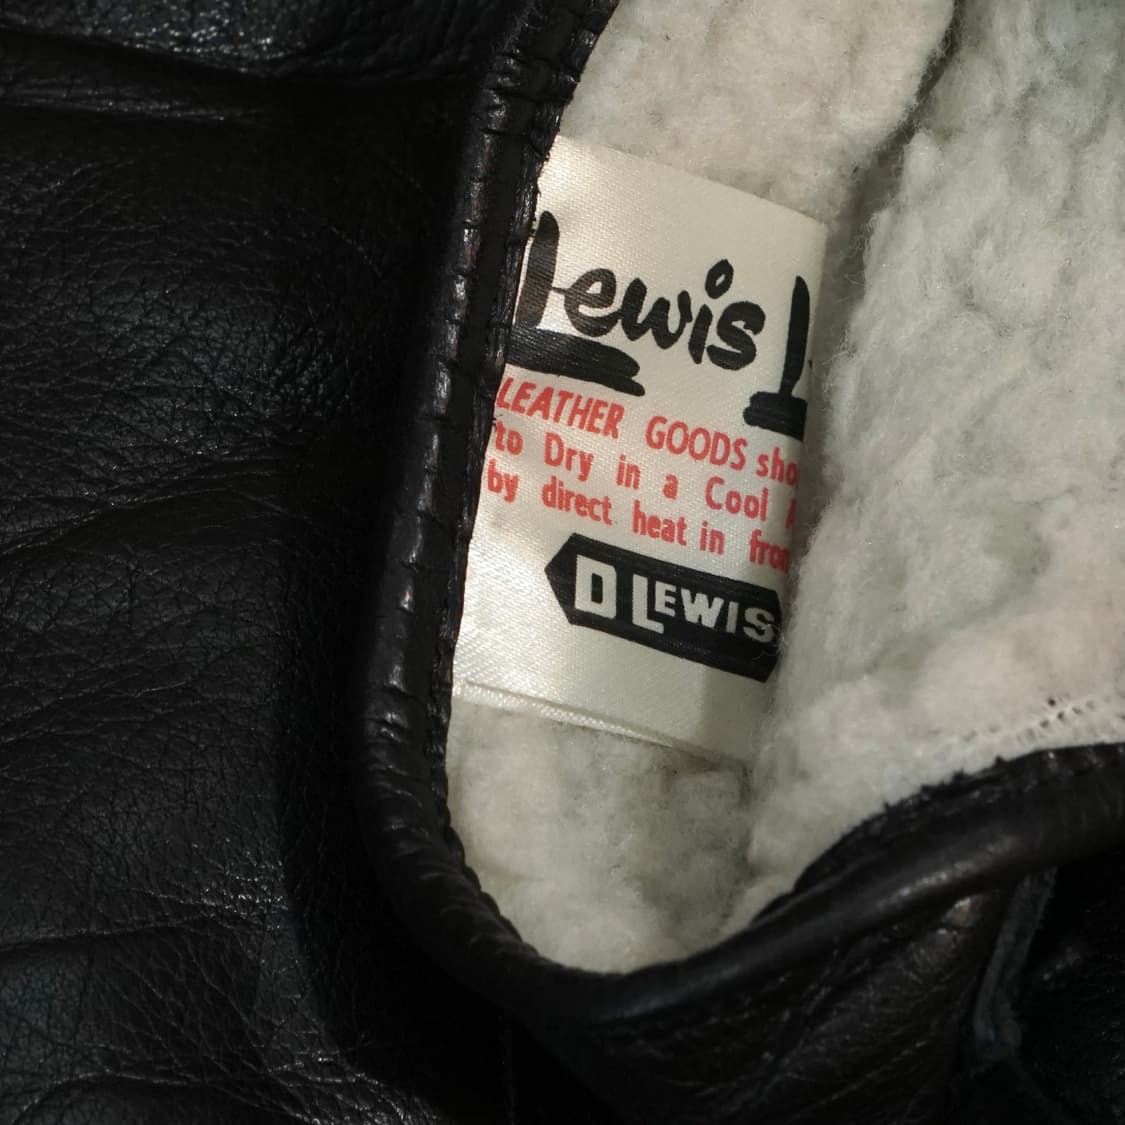 Lewis
LEATHER GOODS
to Dry in a Cool
by direct heat in
D LEWIS